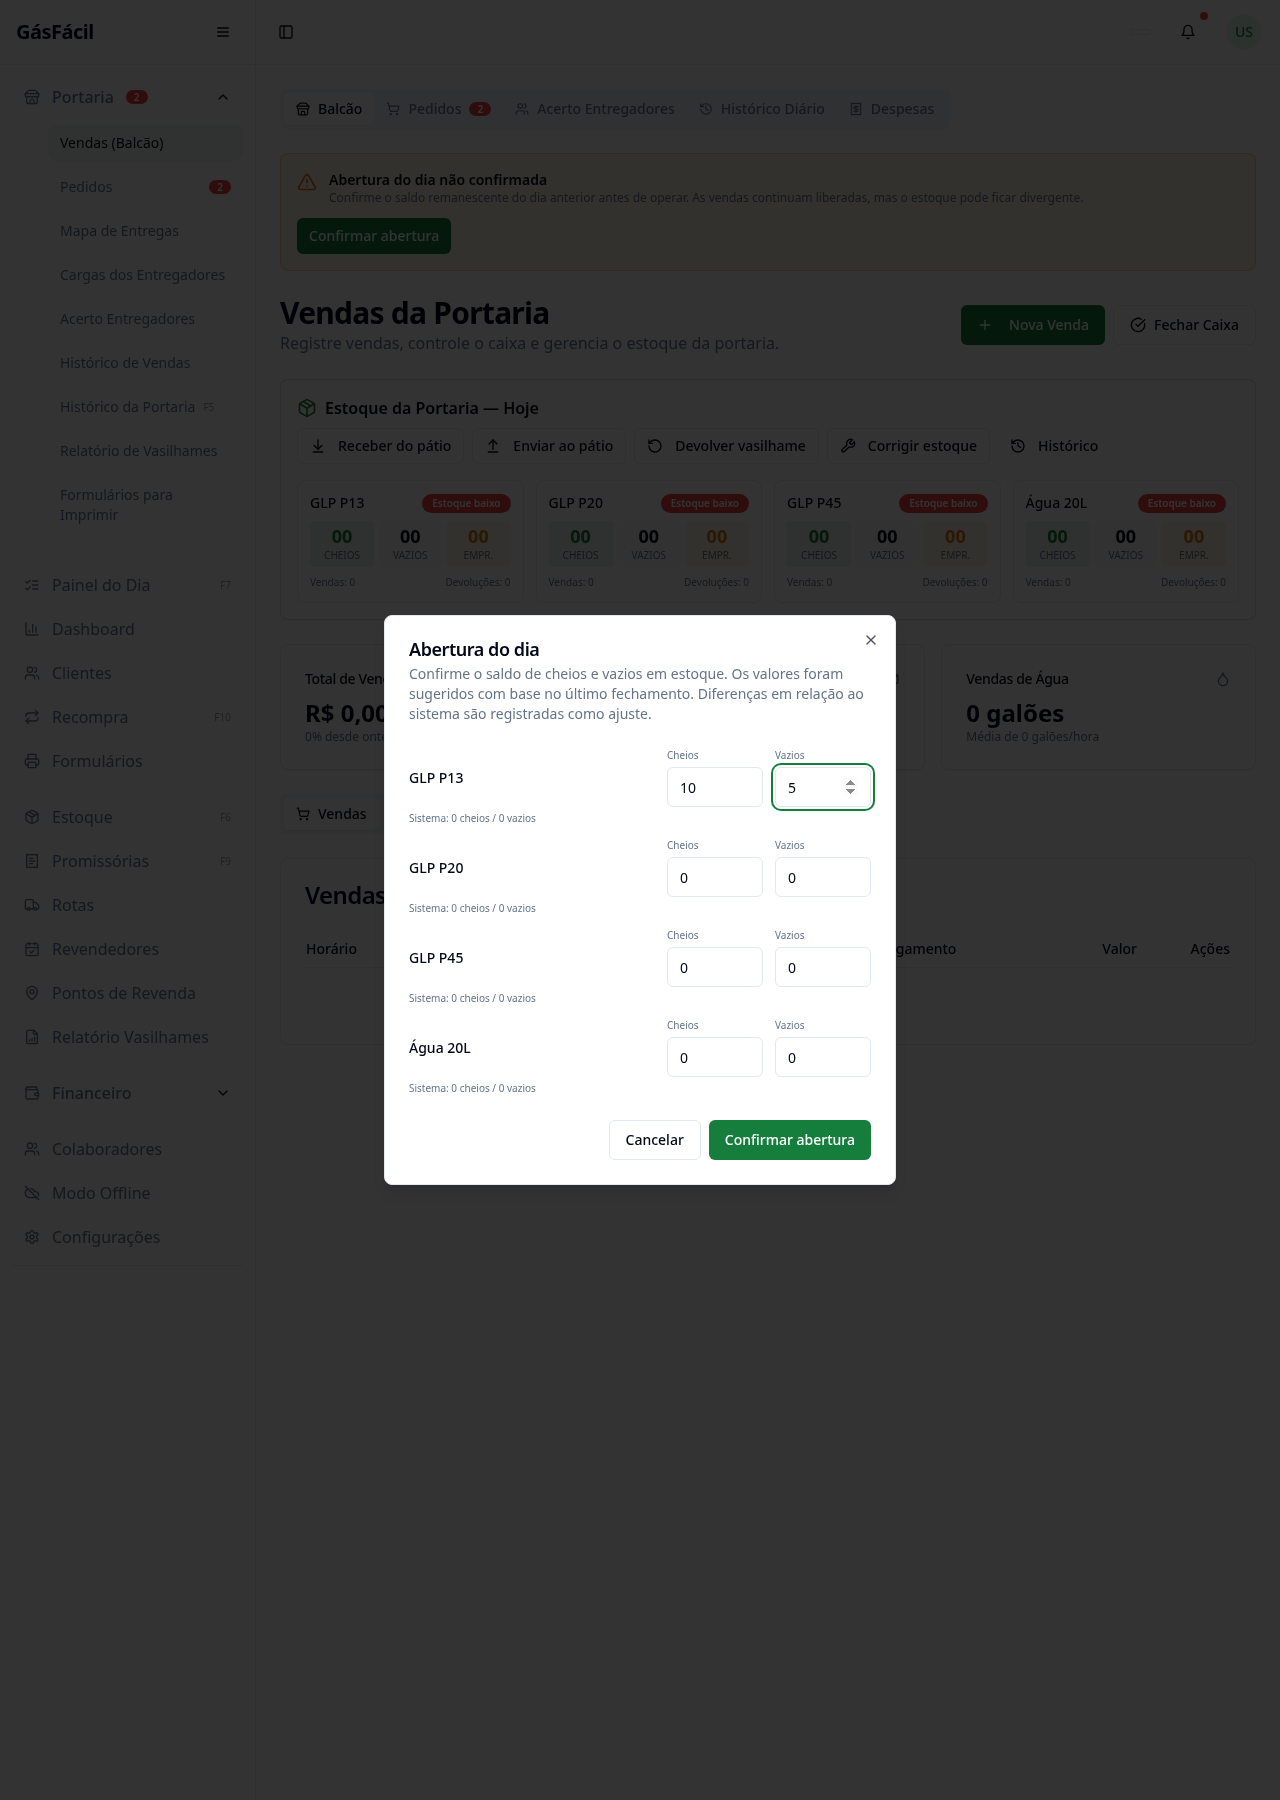 GásFácil
US
Portaria 2
Vendas (Balcão)
Pedidos 2
Mapa de Entregas
Cargas dos Entregadores
Acerto Entregadores
Histórico de Vendas
Histórico da Portaria F5
Relatório de Vasilhames
Formulários para
Imprimir
Painel do Dia F7
Dashboard
Clientes
Recompra F10
Formulários
Estoque F6
Promissórias F9
Rotas
Revendedores
Pontos de Revenda
Relatório Vasilhames
Financeiro
Colaboradores
Modo Offline
Configurações
Balcão Pedidos 2 Acerto Entregadores Histórico Diário Despesas
Abertura do dia não confirmada
Confirme o saldo remanescente do dia anterior antes de operar. As vendas continuam liberadas, mas o estoque pode ficar divergente.
Confirmar abertura
Vendas da Portaria
Registre vendas, controle o caixa e gerencia o estoque da portaria.
Nova Venda Fechar Caixa
Estoque da Portaria — Hoje
Receber do pátio Enviar ao pátio Devolver vasilhame Corrigir estoque Histórico
GLP P13 Estoque baixo GLP P20 Estoque baixo GLP P45 Estoque baixo Água 20L Estoque baixo
00 00 00 00 00 00 00 00 00 00 00 00
CHEIOS VAZIOS EMPR. CHEIOS VAZIOS EMPR. CHEIOS VAZIOS EMPR. CHEIOS VAZIOS EMPR.
Vendas: 0 Devoluções: 0 Vendas: 0 Devoluções: 0 Vendas: 0 Devoluções: 0 Vendas: 0 Devoluções: 0
Total de Ven
R$ 0,00
0% desde ont
Vendas de Água
0 galões
Média de 0 galões/hora
Vendas
Vendas
Horário gamento Valor Ações
Abertura do dia
Confirme o saldo de cheios e vazios em estoque. Os valores foram
sugeridos com base no último fechamento. Diferenças em relação ao
sistema são registradas como ajuste.
Cheios Vazios
GLP P13 10 5
Sistema: 0 cheios / 0 vazios
Cheios Vazios
GLP P20 0 0
Sistema: 0 cheios / 0 vazios
Cheios Vazios
GLP P45 0 0
Sistema: 0 cheios / 0 vazios
Cheios Vazios
Água 20L 0 0
Sistema: 0 cheios / 0 vazios
Cancelar Confirmar abertura